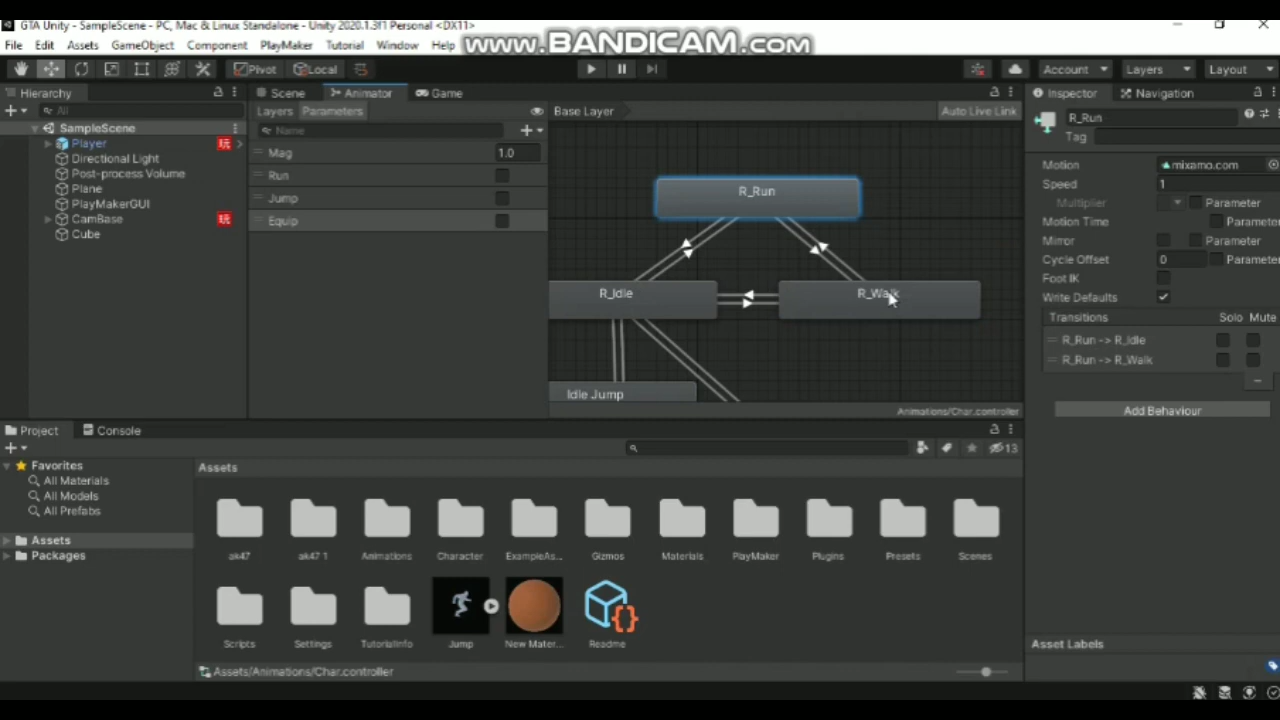 GTA Unity - SampleScene - PC, Mac & Linux Standalone - Unity 2020.1.3f1 Personal <DX11>
www.BANDICAM.com
File Edit Assets GameObject Component PlayMaker Tutorial Window Help
Pivot Local Account Layers Layout
Hierarchy Scene Animator Game Inspector Navigation
All Layers Parameters Base Layer Auto Live Link R_Run
SampleScene Name Tag
Player Mag 1.0
Directional Light Motion mixamo.com
Post-process Volume Run R_Run Speed 1
Plane Jump Multiplier Parameter
PlayMakerGUI Motion Time Parameter
CamBase Equip Mirror Parameter
Cube Cycle Offset 0 Parameter
Foot IK
R_Idle R_Walk Write Defaults
Transitions Solo Mute
R_Run -> R_Idle
R_Run -> R_Walk
Idle Jump
Animations/Char.controller Add Behaviour
Project Console
13
Favorites Assets
All Materials
All Models
All Prefabs
Assets ak47 ak47 1 Animations Character ExampleAs... Gizmos Materials PlayMaker Plugins Presets Scenes
Packages
Scripts Settings TutorialInfo Jump New Mater... Readme
Asset Labels
Assets/Animations/Char.controller